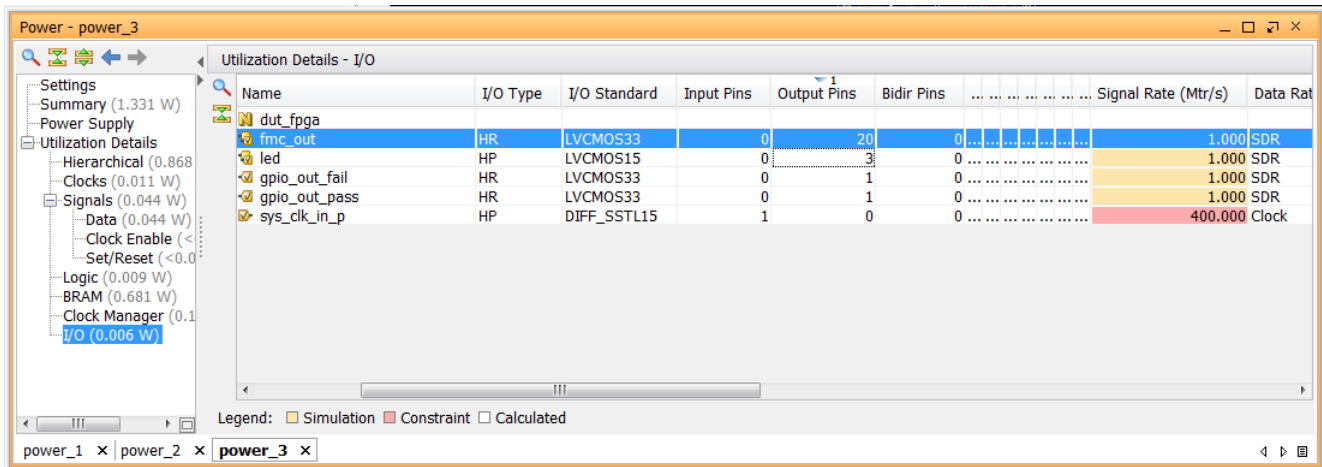 Power - power_3
Utilization Details - I/O
Settings
Summary (1.331 W)
Power Supply
Utilization Details
Hierarchical (0.868
Clocks (0.011 W)
Signals (0.044 W)
Data (0.044 W)
Clock Enable (<
Set/Reset (<0.0
Logic (0.009 W)
BRAM (0.681 W)
Clock Manager (0.1
I/O (0.006 W)
Name I/O Type I/O Standard Input Pins Output Pins 1 Bidir Pins ... ... ... ... ... ... Signal Rate (Mtr/s) Data Rat
dut_fpga
fmc_out HR LVCMOS33 0 20 0 ... ... ... ... ... ... 1.000 SDR
led HP LVCMOS15 0 3 0 ... ... ... ... ... ... 1.000 SDR
gpio_out_fail HR LVCMOS33 0 1 0 ... ... ... ... ... ... 1.000 SDR
gpio_out_pass HR LVCMOS33 0 1 0 ... ... ... ... ... ... 1.000 SDR
sys_clk_in_p HP DIFF_SSTL15 1 0 0 ... ... ... ... ... ... 400.000 Clock
Legend: Simulation Constraint Calculated
power_1 power_2 power_3